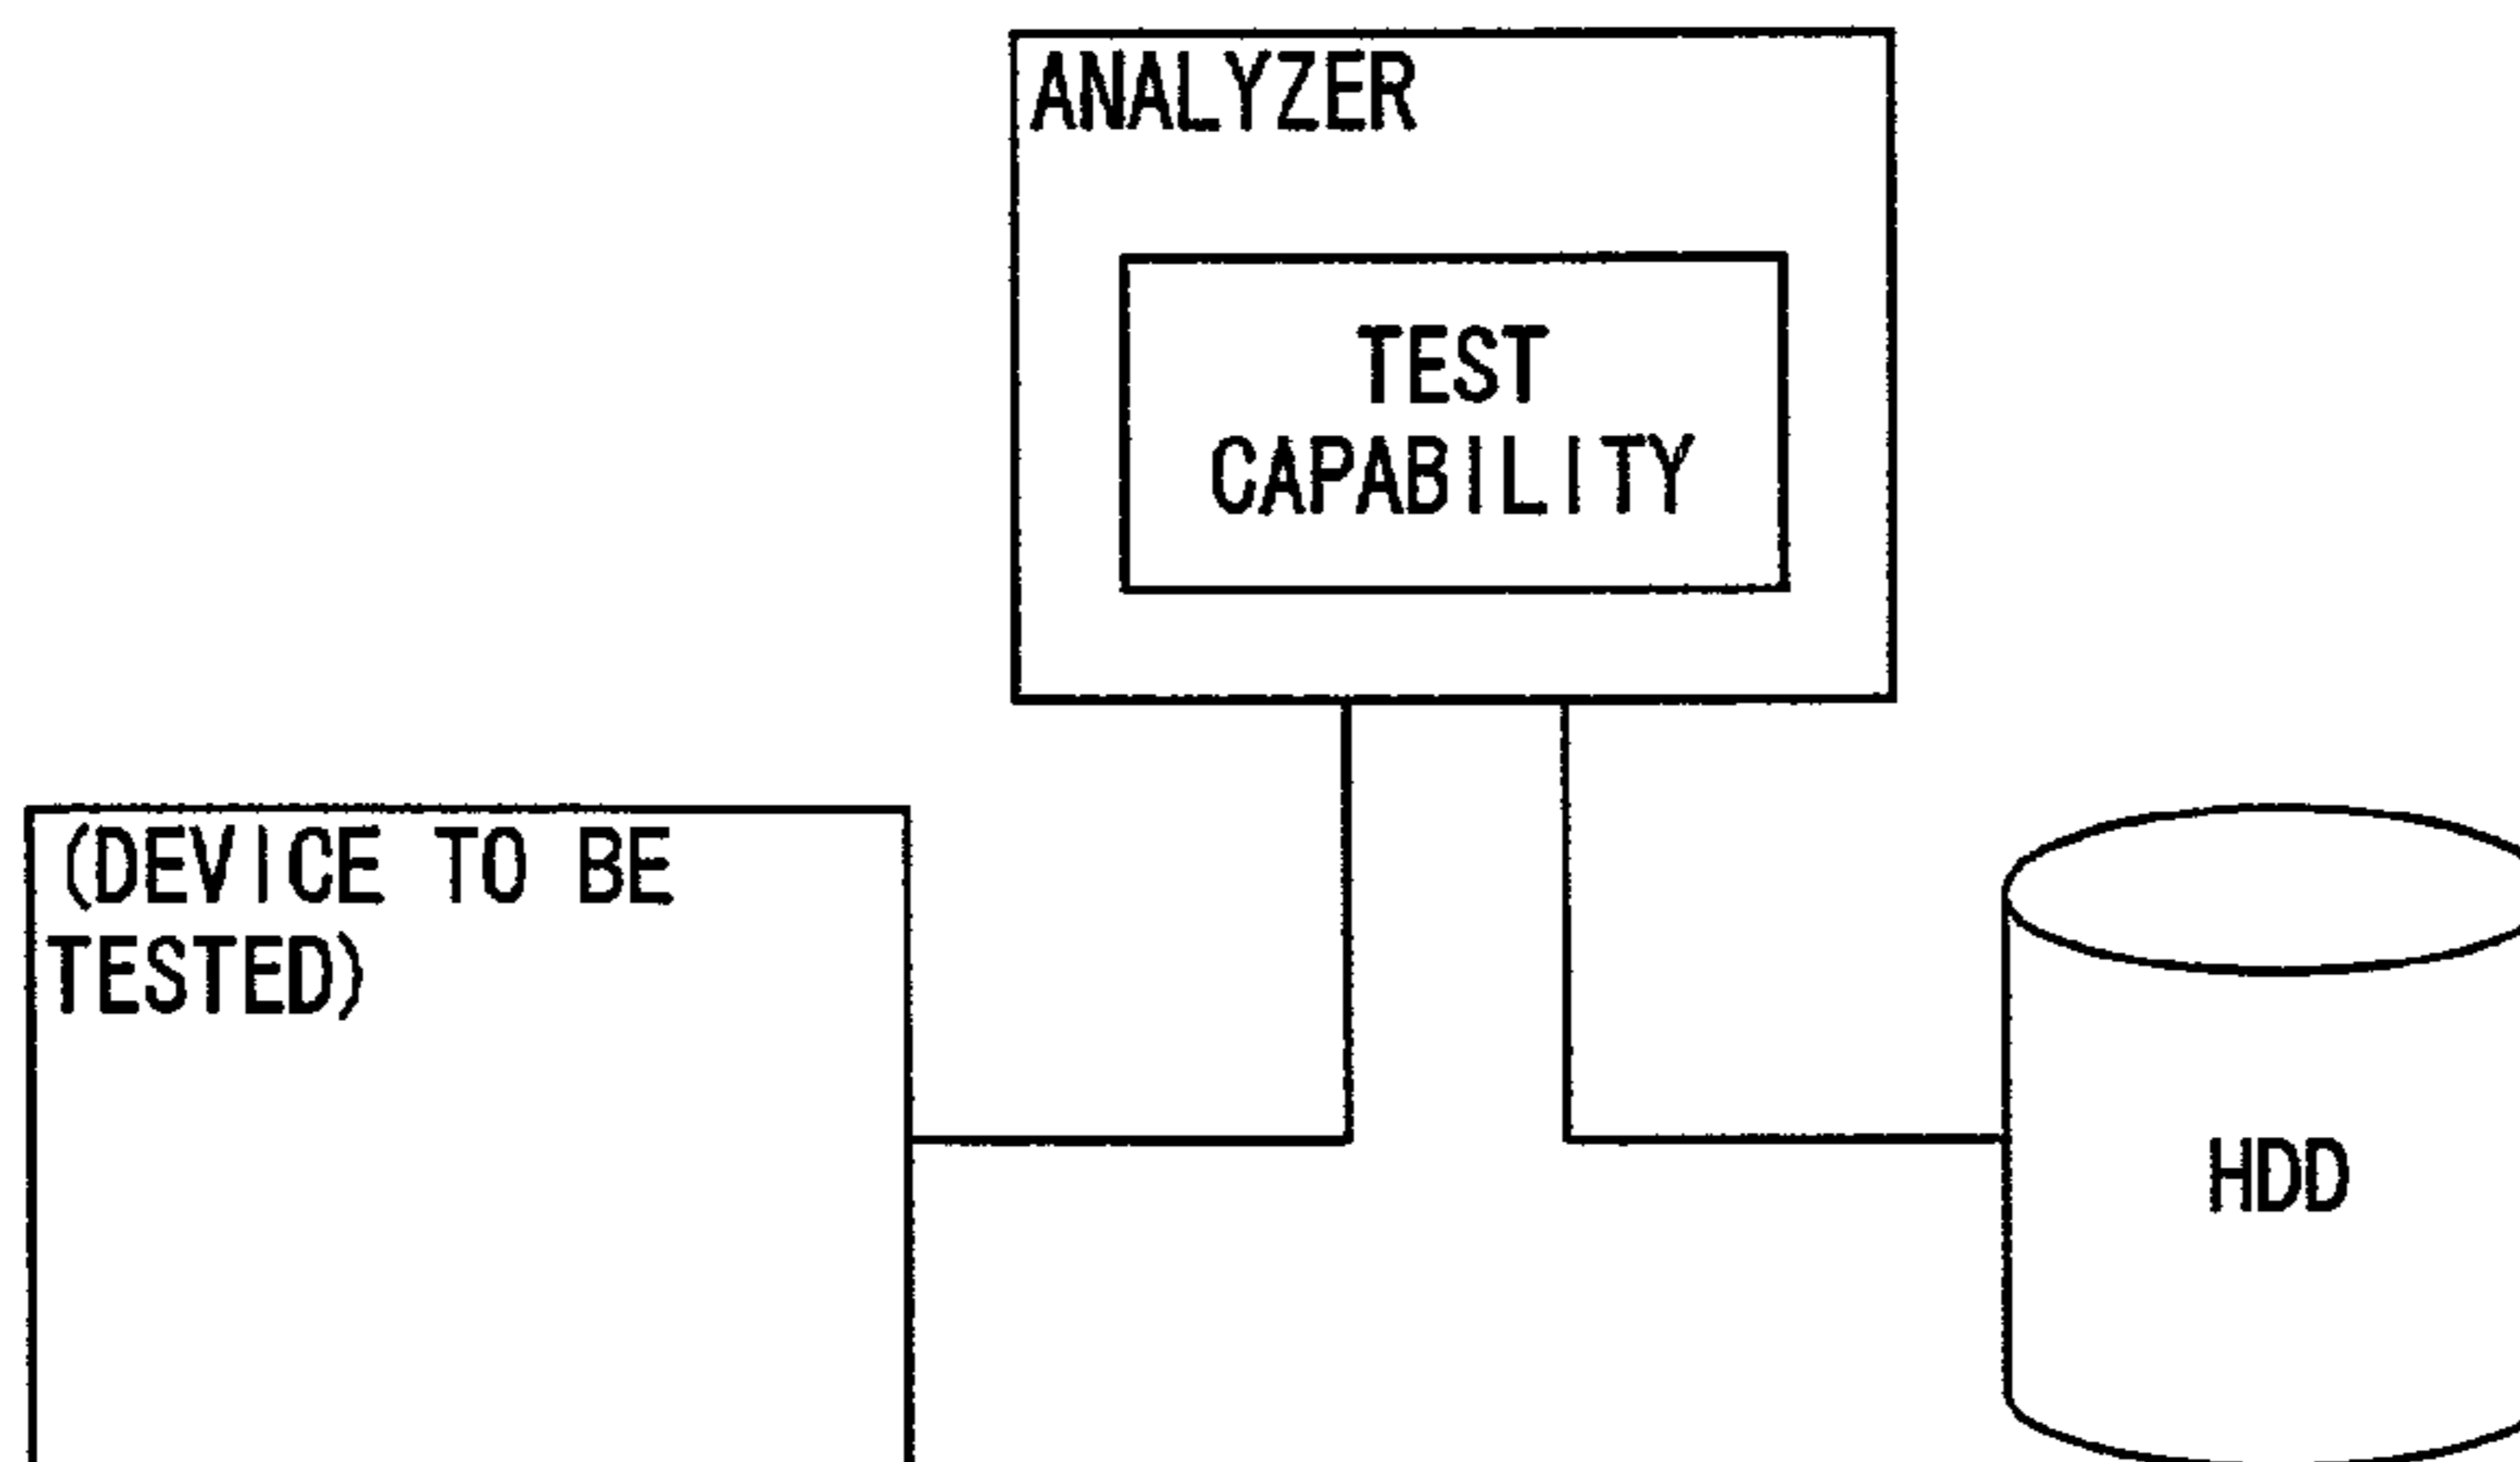 ANALYZER
TEST
CAPABILITY
(DEVICE TO BE
TESTED)
HDD